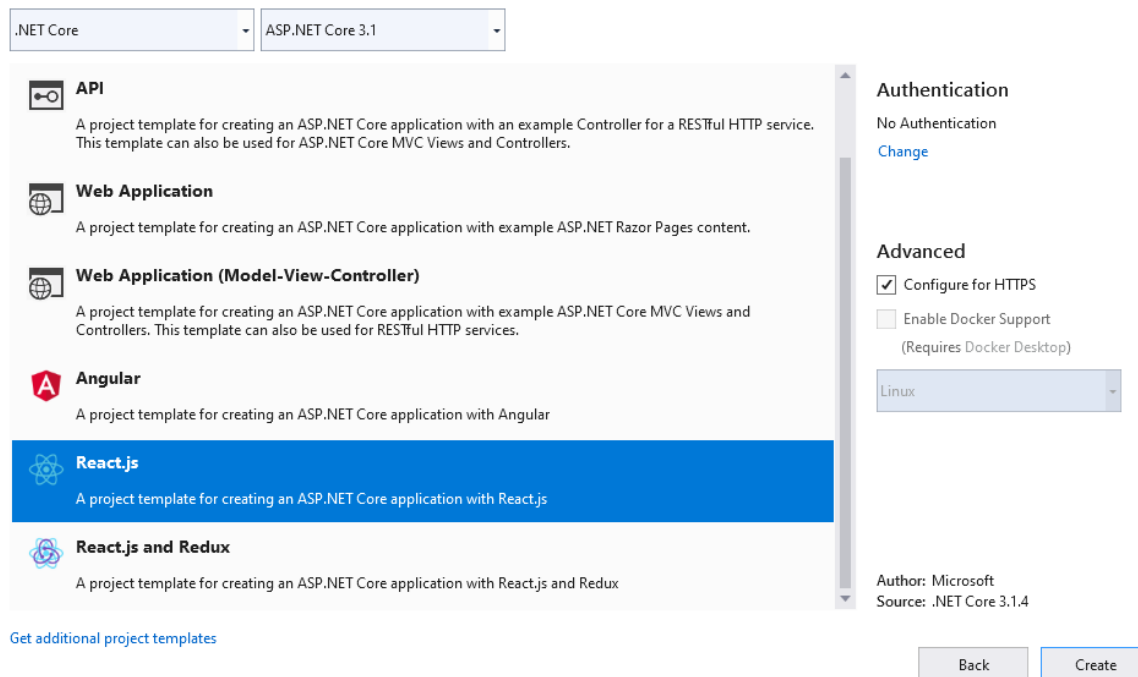 .NET Core
ASP.NET Core 3.1
API
A project template for creating an ASP.NET Core application with an example Controller for a RESTful HTTP service.
This template can also be used for ASP.NET Core MVC Views and Controllers.
Web Application
A project template for creating an ASP.NET Core application with example ASP.NET Razor Pages content.
Web Application (Model-View-Controller)
A project template for creating an ASP.NET Core application with example ASP.NET Core MVC Views and
Controllers. This template can also be used for RESTful HTTP services.
Angular
A project template for creating an ASP.NET Core application with Angular
React.js
A project template for creating an ASP.NET Core application with React.js
React.js and Redux
A project template for creating an ASP.NET Core application with React.js and Redux
Get additional project templates
Authentication
No Authentication
Change
Advanced
Configure for HTTPS
Enable Docker Support
(Requires Docker Desktop)
Linux
Author: Microsoft
Source: .NET Core 3.1.4
Back
Create